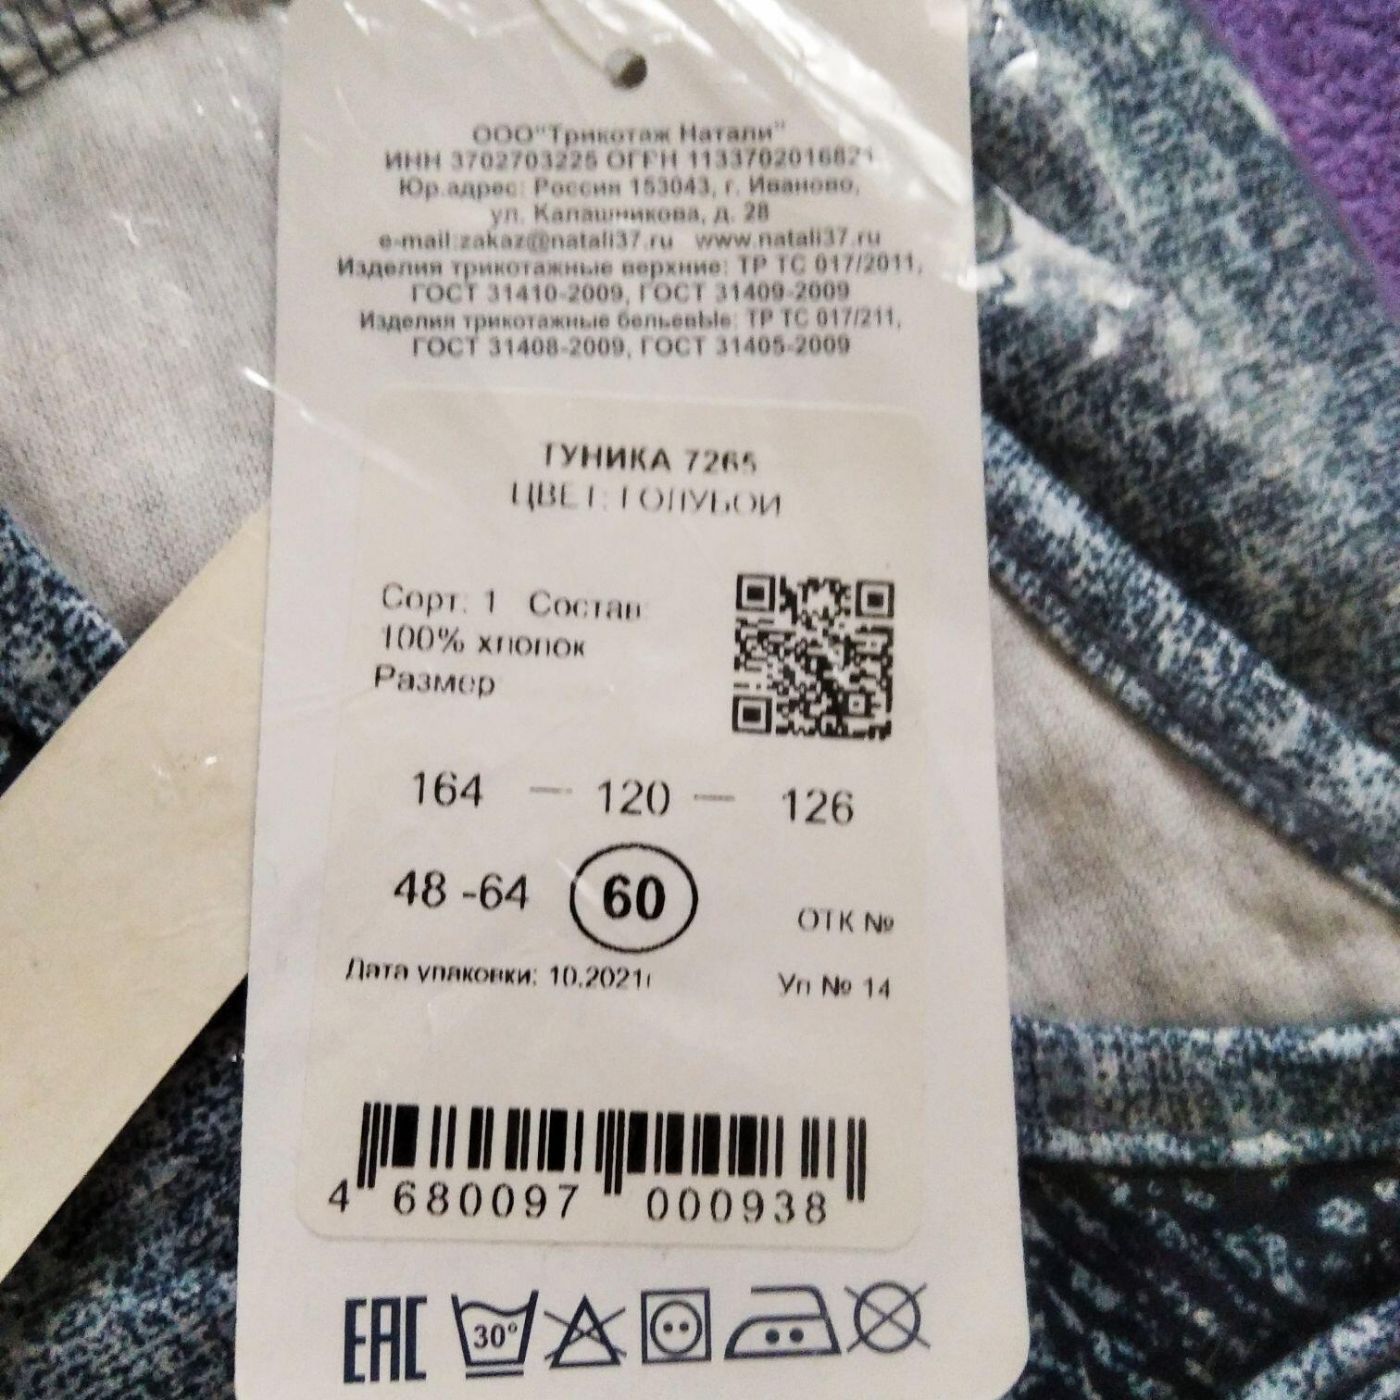 ООО"Трикотаж Натали"
ИНН 3702703225 ОГРН 1133702016821
Юр.адрес: Россия 153043, г. Иваново,
ул. Калашникова, д. 28
e-mail:zakaz@natali37.ru www.natali37.ru
Изделия трикотажные верхние: ТР ТС 017/2011,
ГОСТ 31410-2009, ГОСТ 31409-2009
Изделия трикотажные бельевЫе: ТР ТС 017/211,
ГОСТ 31408-2009, ГОСТ 31405-2009
ТУНИКА 7265
ЦВЕТ: ГОЛУБОЙ
Сорт: 1 Состав:
100% хлопок
Размер
164 — 120 — 126
48 -64 60
ОТК №
Дата упаковки: 10.2021г
Уп № 14
4 680097 000938
EAC 30°